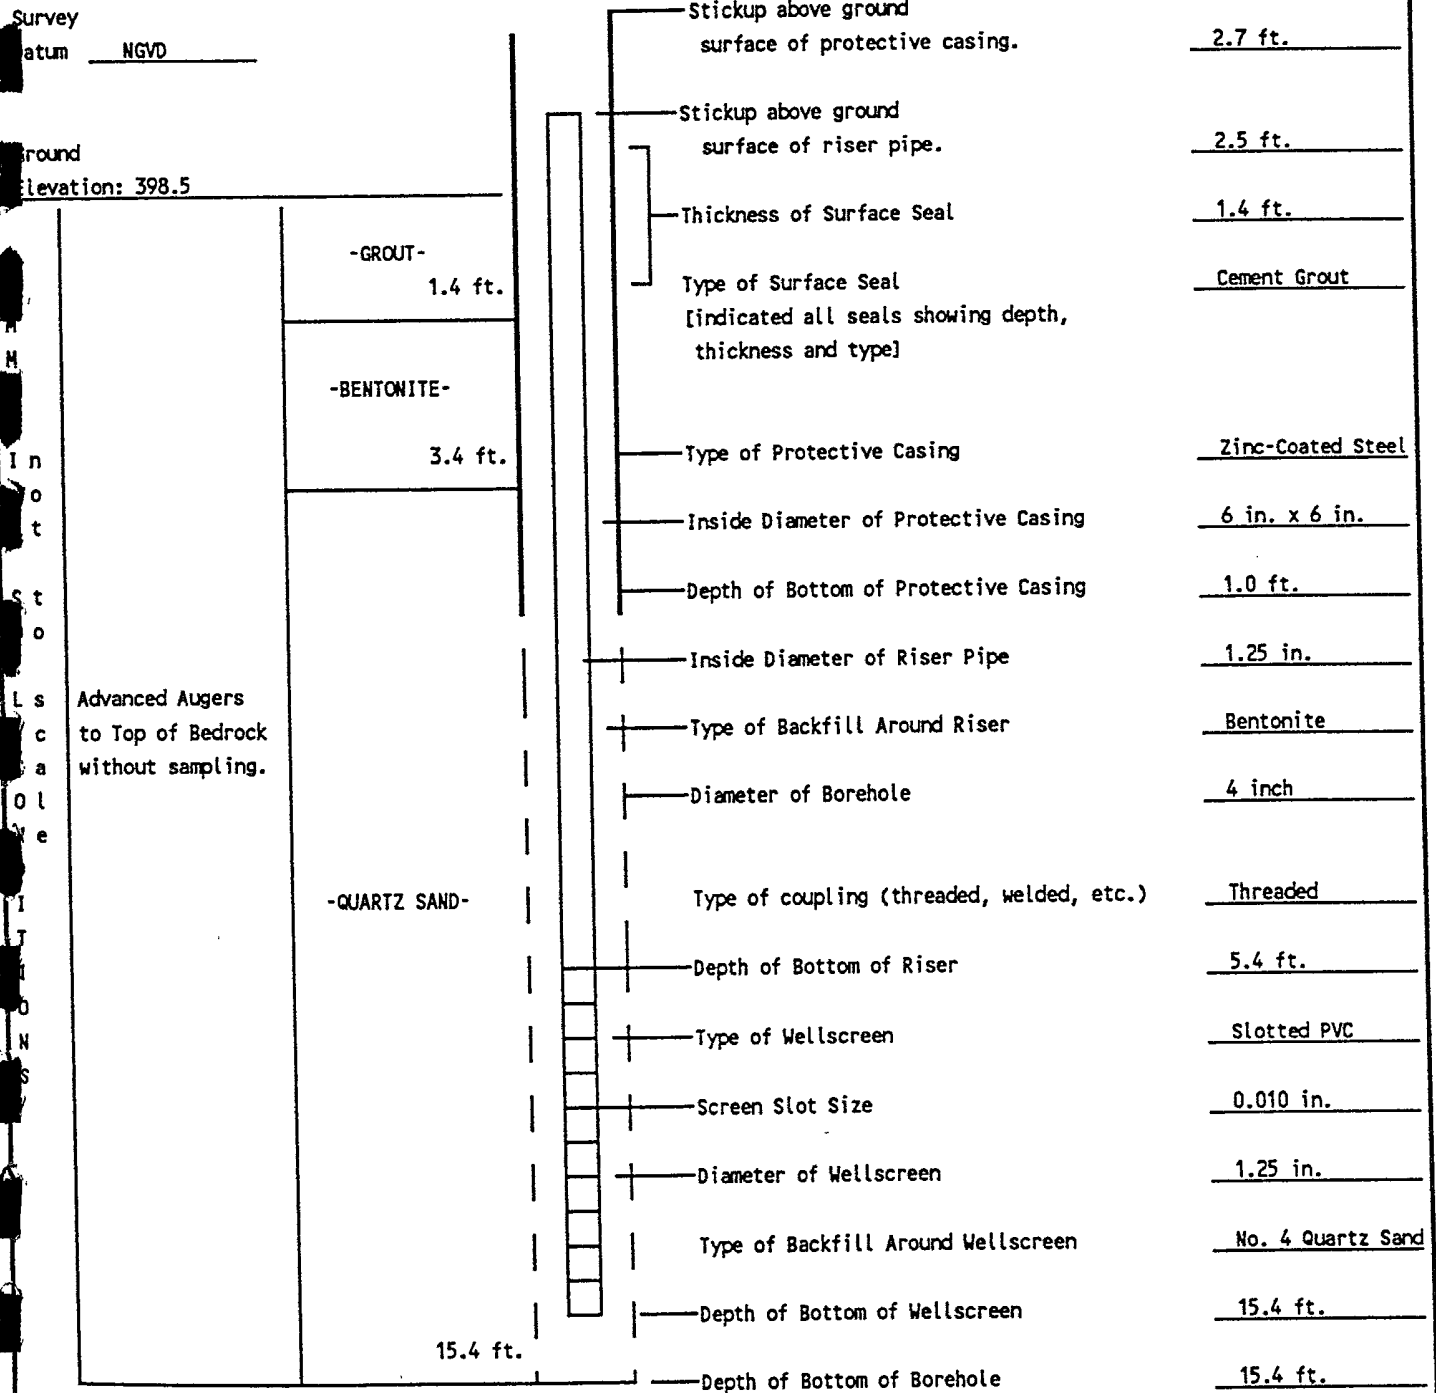 Survey
atum NGVD
round
levation: 398.5
-GROUT-
1.4 ft.
-BENTONITE-
3.4 ft.
Advanced Augers
to Top of Bedrock
without sampling.
-QUARTZ SAND-
15.4 ft.
Not
to
Scale
Stickup above ground
surface of protective casing. 2.7 ft.
Stickup above ground
surface of riser pipe. 2.5 ft.
Thickness of Surface Seal 1.4 ft.
Type of Surface Seal Cement Grout
[indicated all seals showing depth,
thickness and type]
Type of Protective Casing Zinc-Coated Steel
Inside Diameter of Protective Casing 6 in. x 6 in.
Depth of Bottom of Protective Casing 1.0 ft.
Inside Diameter of Riser Pipe 1.25 in.
Type of Backfill Around Riser Bentonite
Diameter of Borehole 4 inch
Type of coupling (threaded, welded, etc.) Threaded
Depth of Bottom of Riser 5.4 ft.
Type of Wellscreen Slotted PVC
Screen Slot Size 0.010 in.
Diameter of Wellscreen 1.25 in.
Type of Backfill Around Wellscreen No. 4 Quartz Sand
Depth of Bottom of Wellscreen 15.4 ft.
Depth of Bottom of Borehole 15.4 ft.